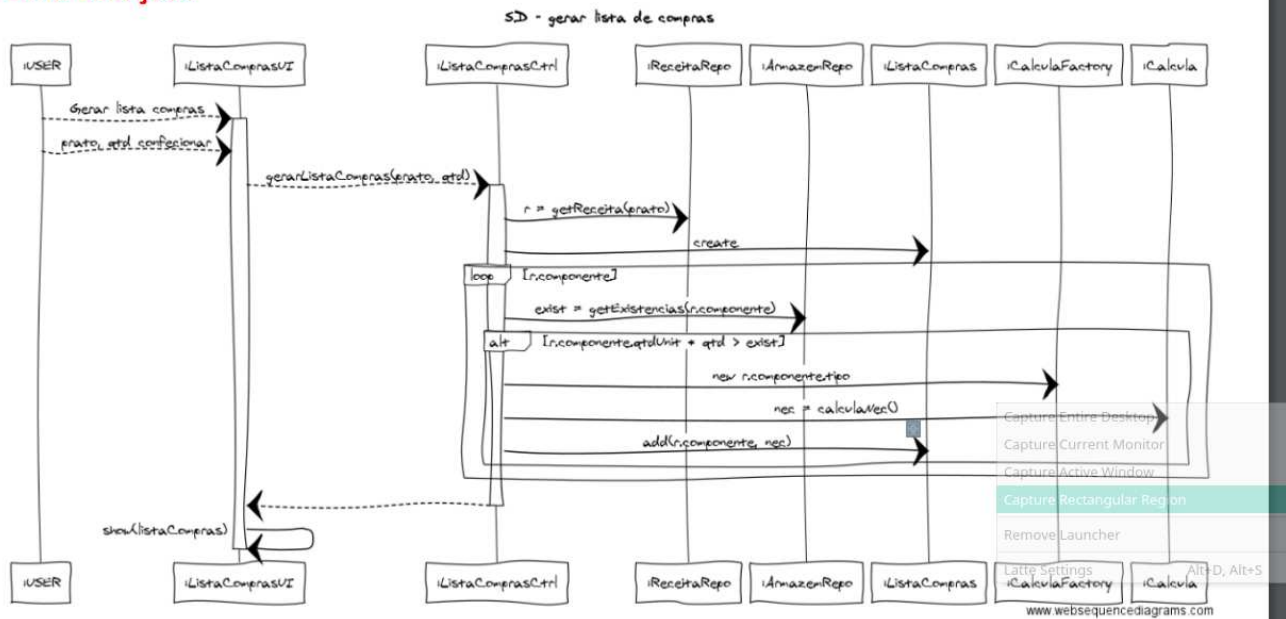 SD - gerar lista de compras
:USER
:ListaComprasUI
:ListaComprasCtrl
:ReceitaRepo
:ArmazemRepo
:ListaCompras
:CalculaFactory
:Calcula
Gerar lista compras
prato, qtd confecionar
gerarListaCompras(prato, qtd)
r = getReceita(prato)
create
loop [r.componente]
exist = getExistencias(r.componente)
alt [r.componente.qtdUnit * qtd > exist]
new r.componente.tipo
nec = calculaNec()
Capture Entire Desktop
add(r.componente, nec)
Capture Current Monitor
Capture Active Window
Capture Rectangular Region
show(listaCompras)
Remove Launcher
Latte Settings Alt+D, Alt+S
:USER
:ListaComprasUI
:ListaComprasCtrl
:ReceitaRepo
:ArmazemRepo
:ListaCompras
:CalculaFactory
:Calcula
www.websequencediagrams.com